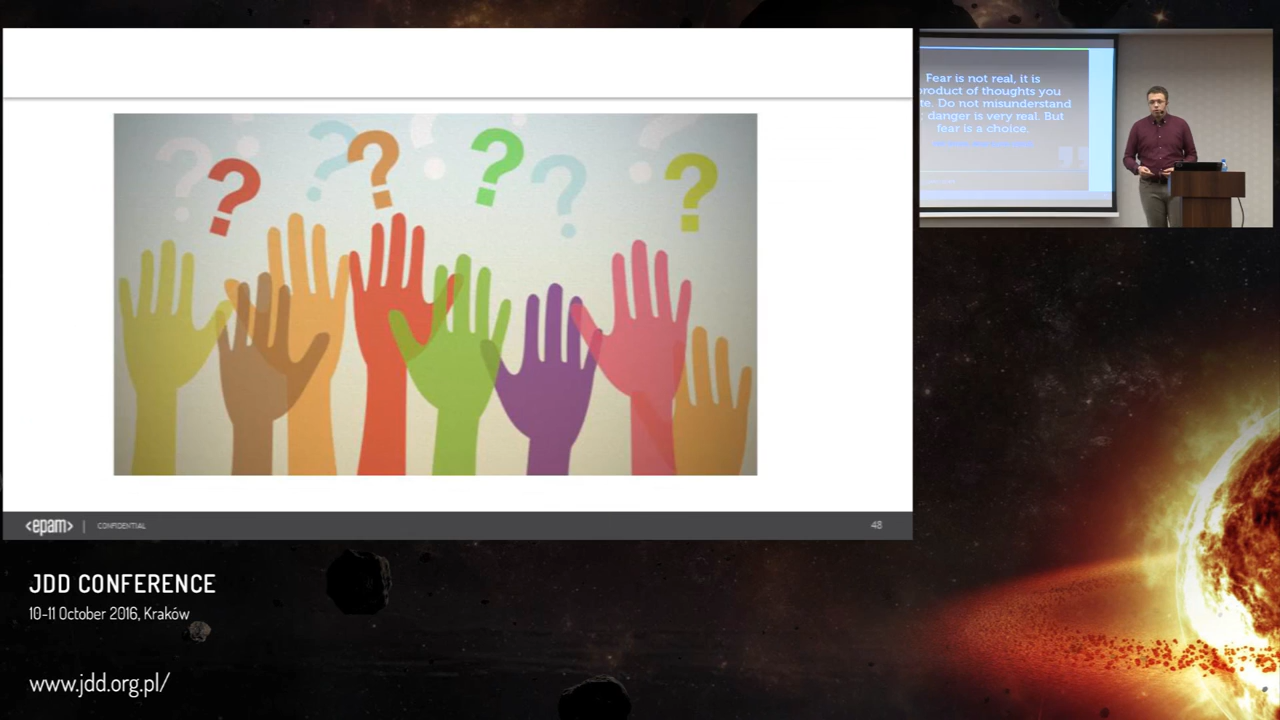 ? ? ? ? ? ?
<epam> | CONFIDENTIAL 48
Fear is not real, it is
product of thoughts you
te. Do not misunderstand
danger is very real. But
fear is a choice.
JDD CONFERENCE
10-11 October 2016, Kraków
www.jdd.org.pl/